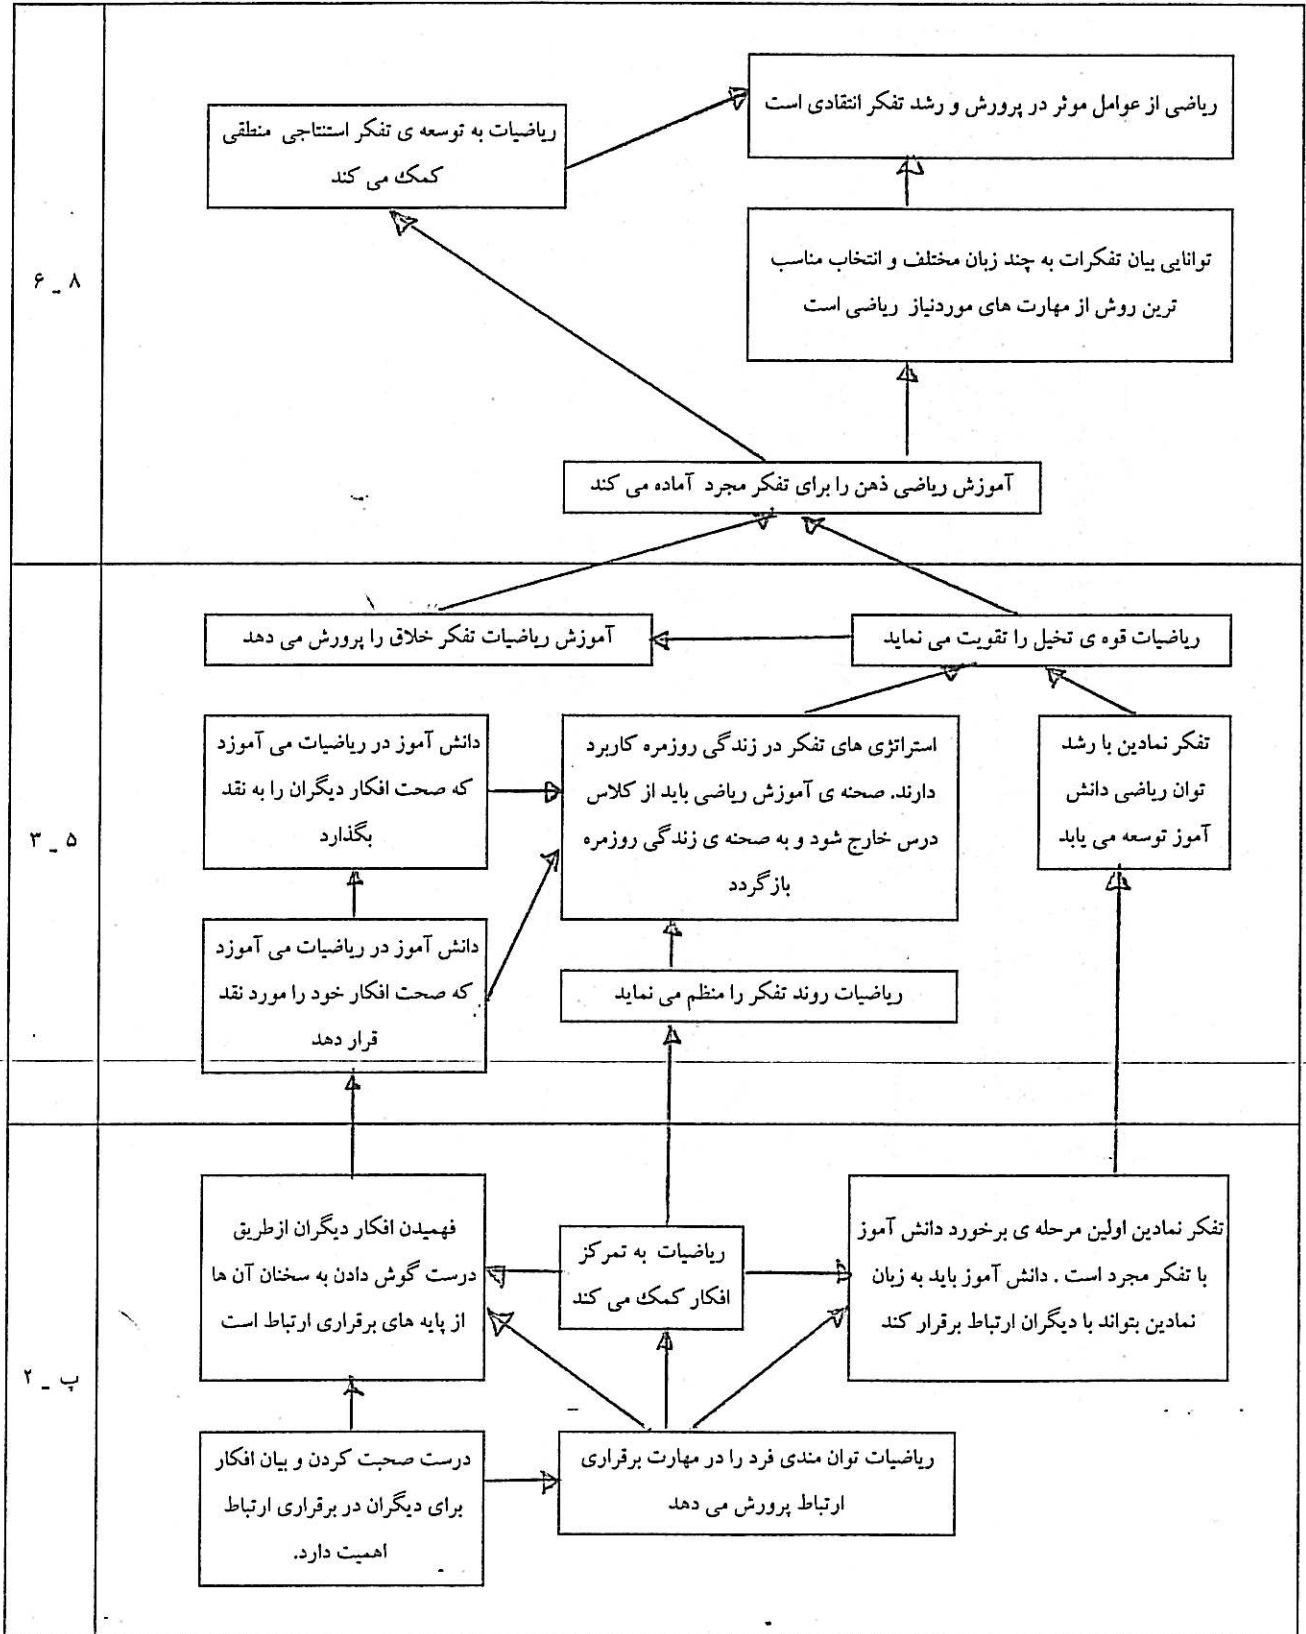 ریاضی از عوامل موثر در پرورش و رشد تفکر انتقادی است
ریاضیات به توسعه ی تفکر استنتاجی منطقی
کمک می کند
توانایی بیان تفکرات به چند زبان مختلف و انتخاب مناسب
ترین روش از مهارت های موردنیاز ریاضی است
۶ _ ۸
آموزش ریاضی ذهن را برای تفکر مجرد آماده می کند
ریاضیات قوه ی تخیل را تقویت می نماید
آموزش ریاضیات تفکر خلاق را پرورش می دهد
تفکر نمادین با رشد
توان ریاضی دانش
آموز توسعه می یابد
استراتژی های تفکر در زندگی روزمره کاربرد
دارند. صحنه ی آموزش ریاضی باید از کلاس
درس خارج شود و به صحنه ی زندگی روزمره
بازگردد
دانش آموز در ریاضیات می آموزد
که صحت افکار دیگران را به نقد
بگذارد
۳ _ ۵
دانش آموز در ریاضیات می آموزد
که صحت افکار خود را مورد نقد
قرار دهد
ریاضیات روند تفکر را منظم می نماید
تفکر نمادین اولین مرحله ی برخورد دانش آموز
با تفکر مجرد است . دانش آموز باید به زبان
نمادین بتواند با دیگران ارتباط برقرار کند
ریاضیات به تمرکز
افکار کمک می کند
فهمیدن افکار دیگران ازطریق
درست گوش دادن به سخنان آن ها
از پایه های برقراری ارتباط است
پ _ ۲
ریاضیات توان مندی فرد را در مهارت برقراری
ارتباط پرورش می دهد
درست صحبت کردن و بیان افکار
برای دیگران در برقراری ارتباط
اهمیت دارد.